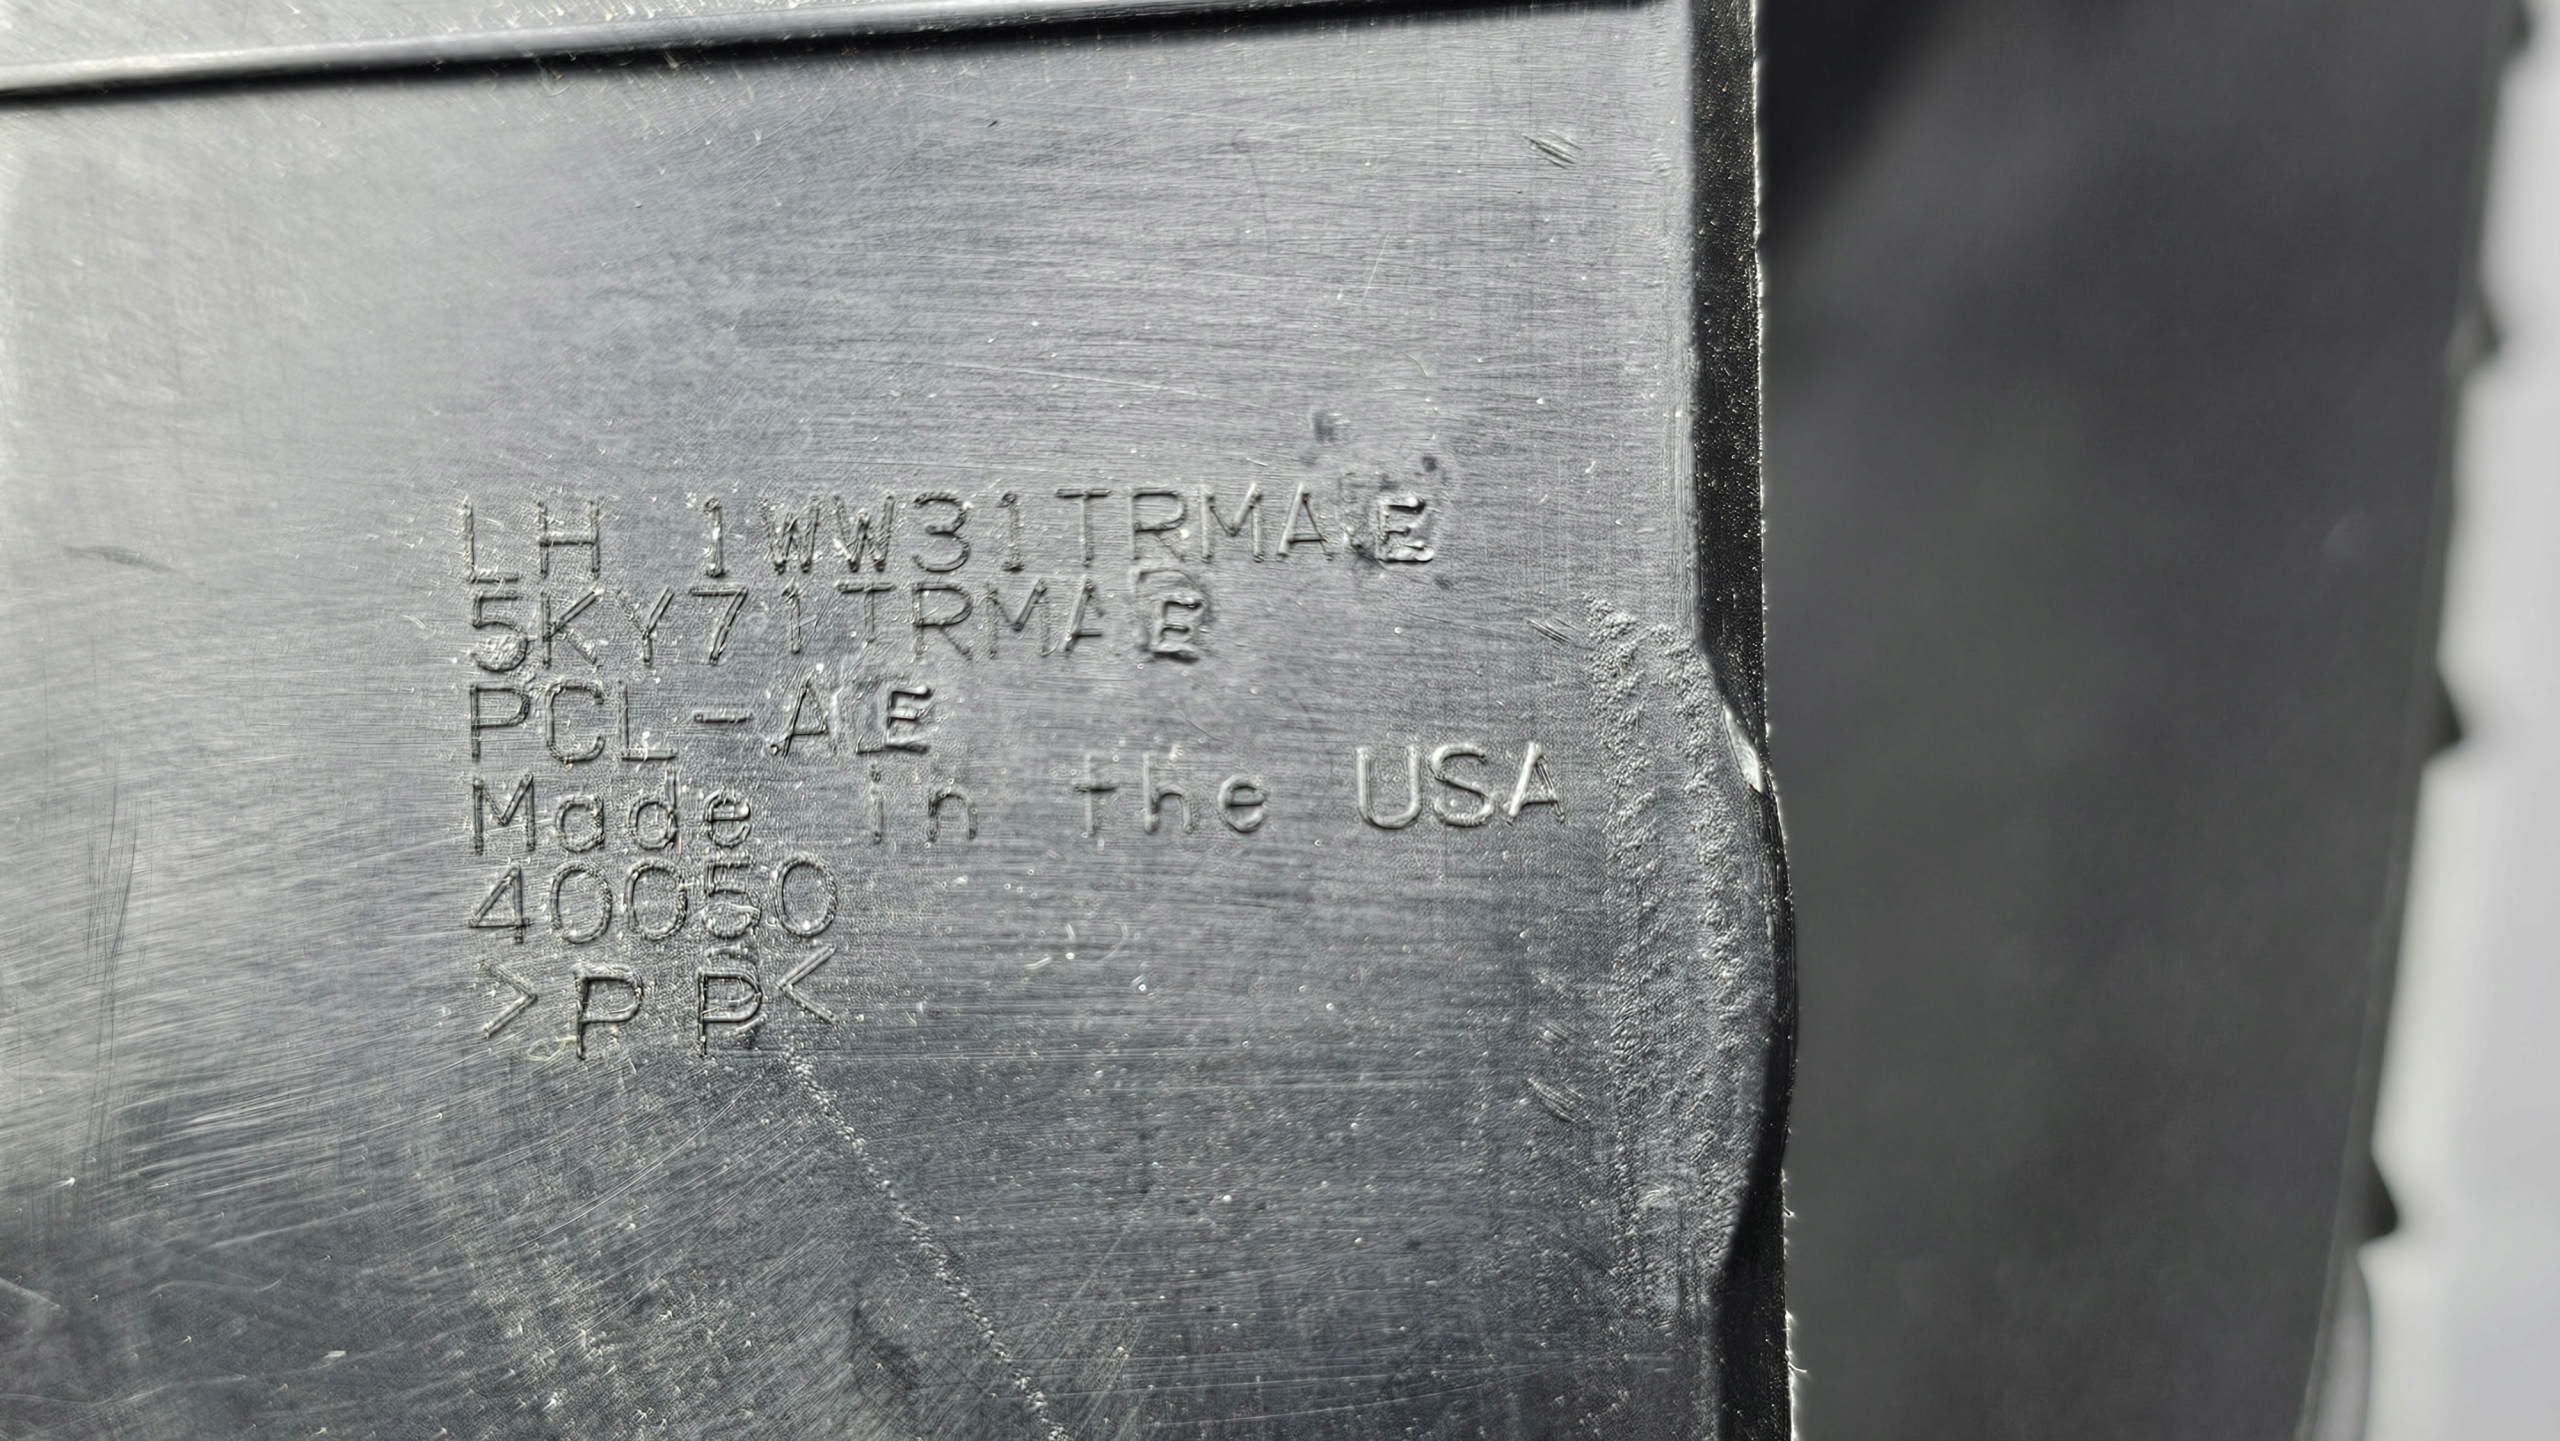 LH 1WW31TRMAE
5KY71TRMAE
PCL-AE
Made in the USA
40050
>PP<